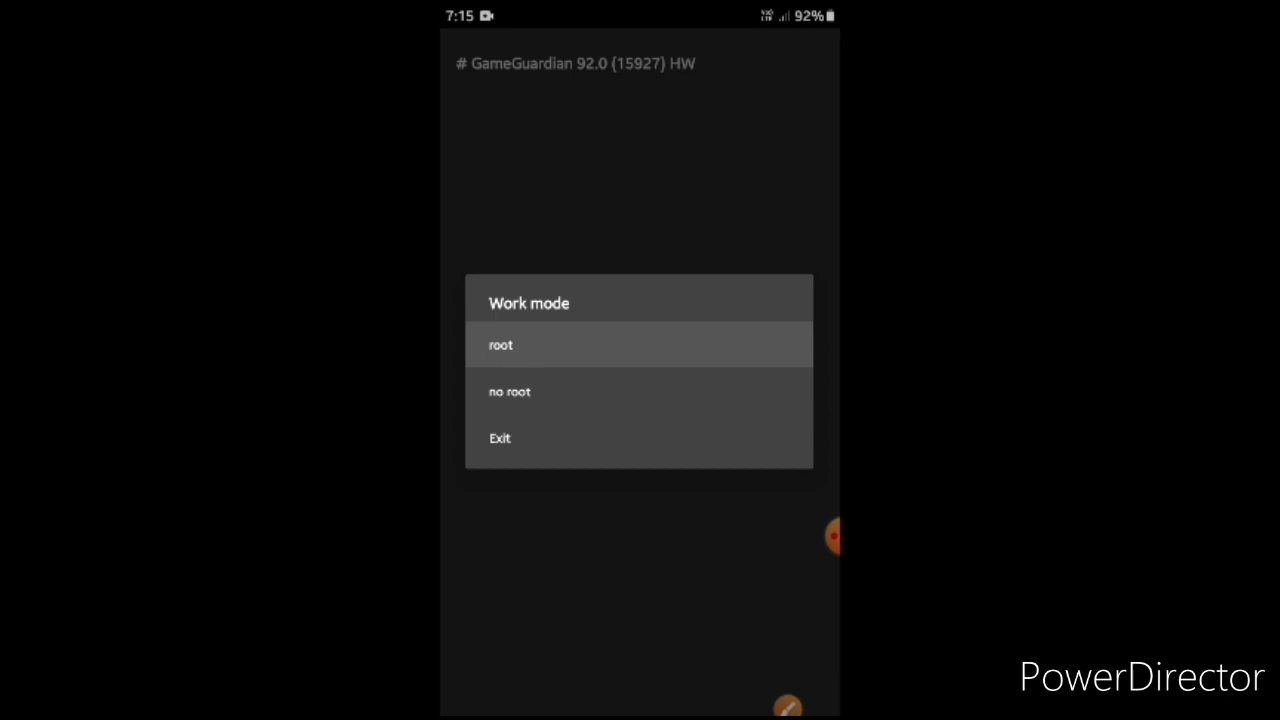 7:15 92%
# GameGuardian 92.0 (15927) HW
Work mode
root
no root
Exit
PowerDirector